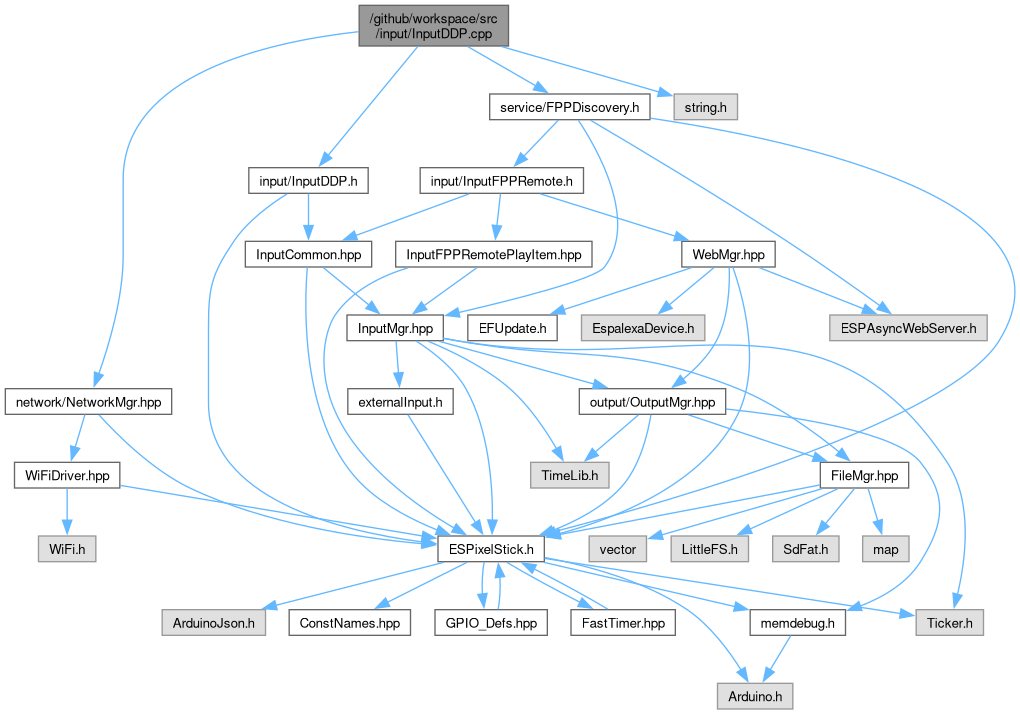 /github/workspace/src
/input/InputDDP.cpp
service/FPPDiscovery.h
string.h
input/InputDDP.h
input/InputFPPRemote.h
InputCommon.hpp
InputFPPRemotePlayItem.hpp
WebMgr.hpp
InputMgr.hpp
EFUpdate.h
EspalexaDevice.h
ESPAsyncWebServer.h
network/NetworkMgr.hpp
externalInput.h
output/OutputMgr.hpp
WiFiDriver.hpp
TimeLib.h
FileMgr.hpp
WiFi.h
ESPixelStick.h
vector
LittleFS.h
SdFat.h
map
ArduinoJson.h
ConstNames.hpp
GPIO_Defs.hpp
FastTimer.hpp
memdebug.h
Ticker.h
Arduino.h